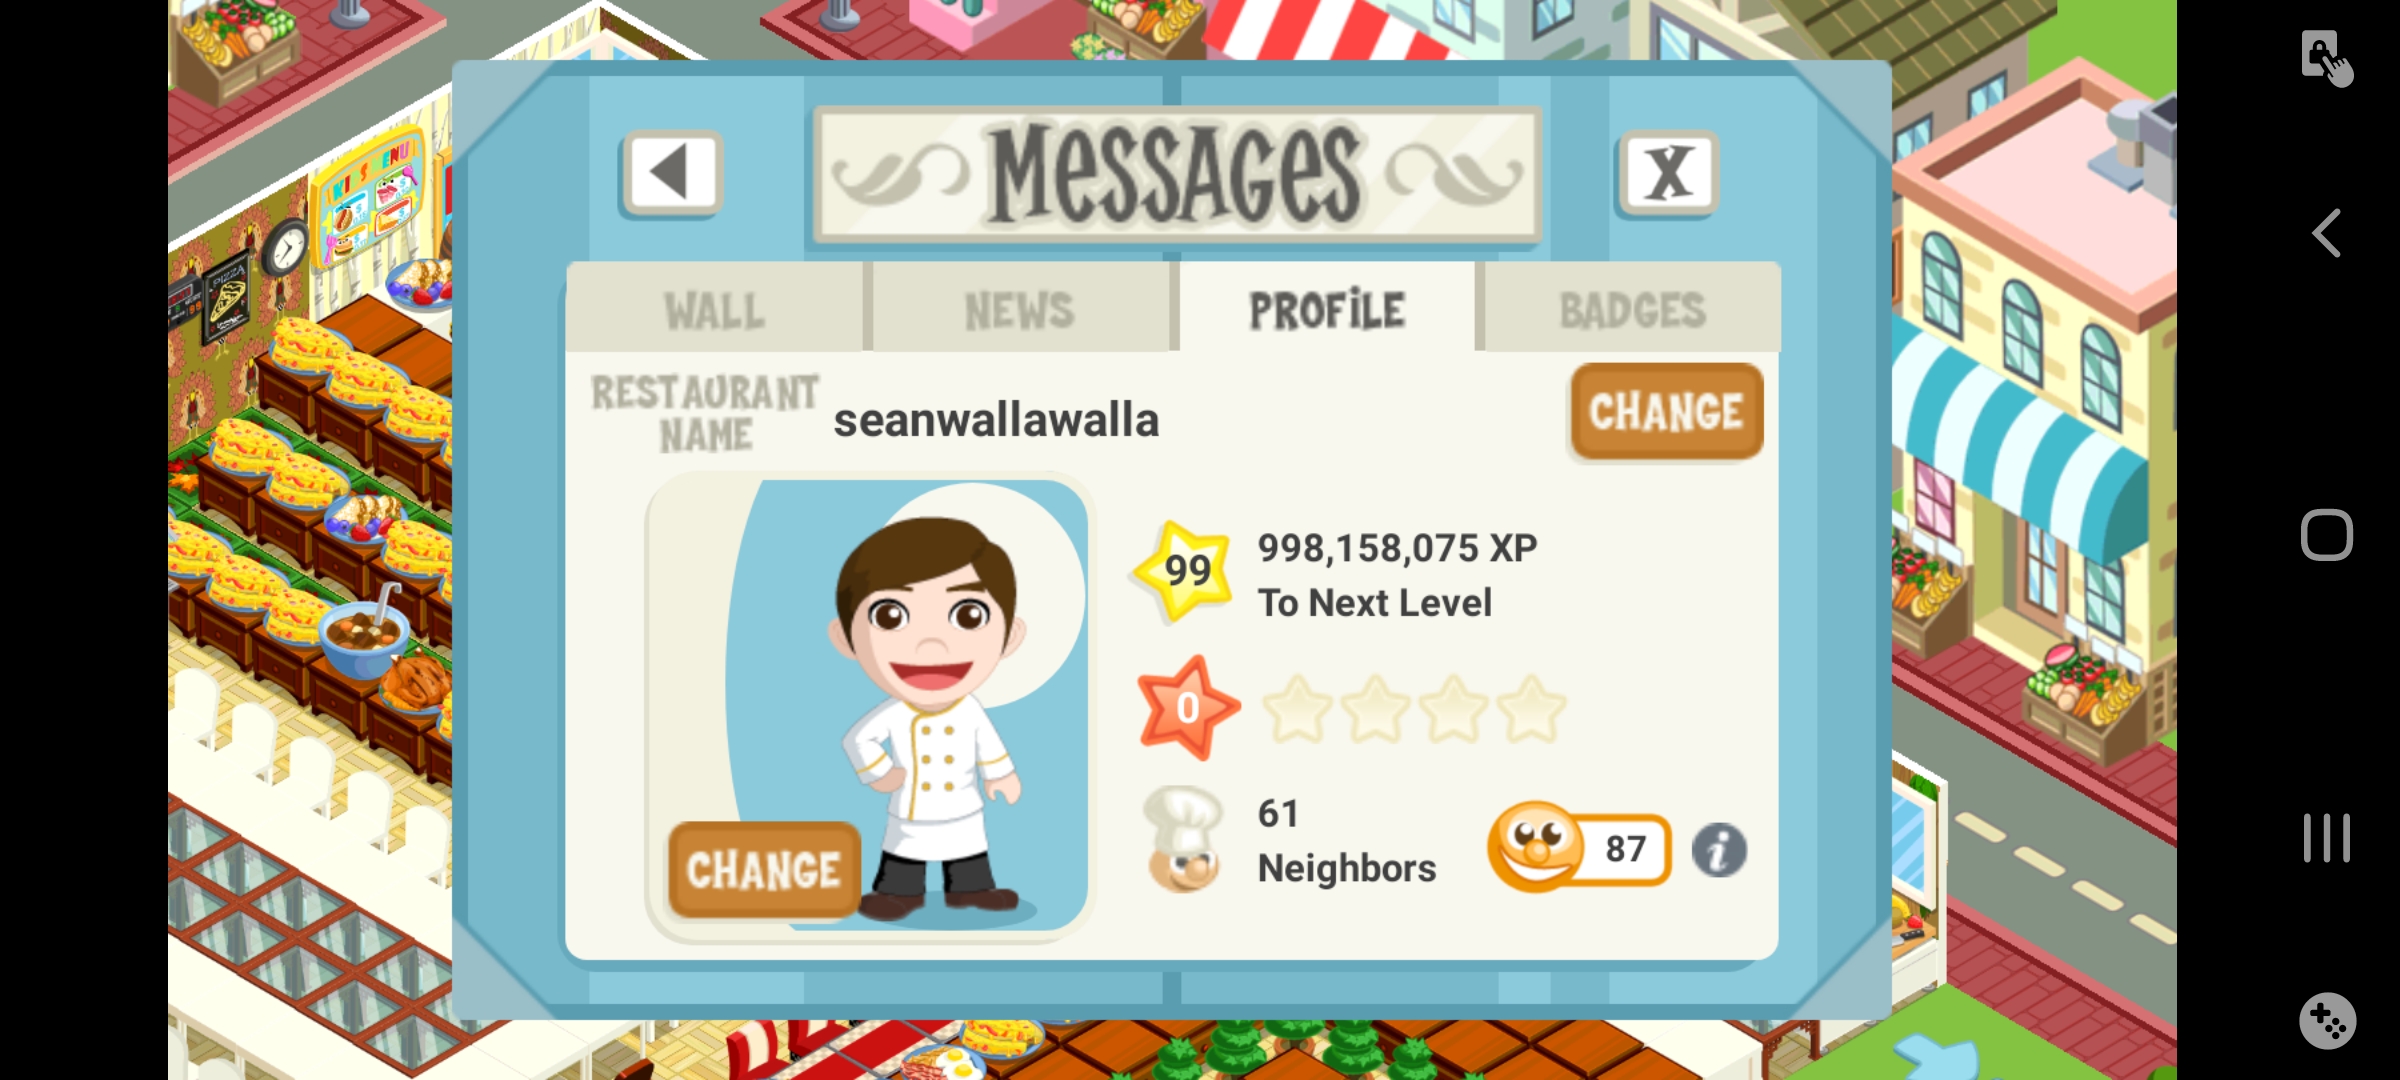 MESSAGES
X
WALL
NEWS
PROFILE
BADGES
RESTAURANT
NAME
seanwallawalla
CHANGE
99
998,158,075 XP
To Next Level
0
61
Neighbors
87
i
CHANGE
PIZZA